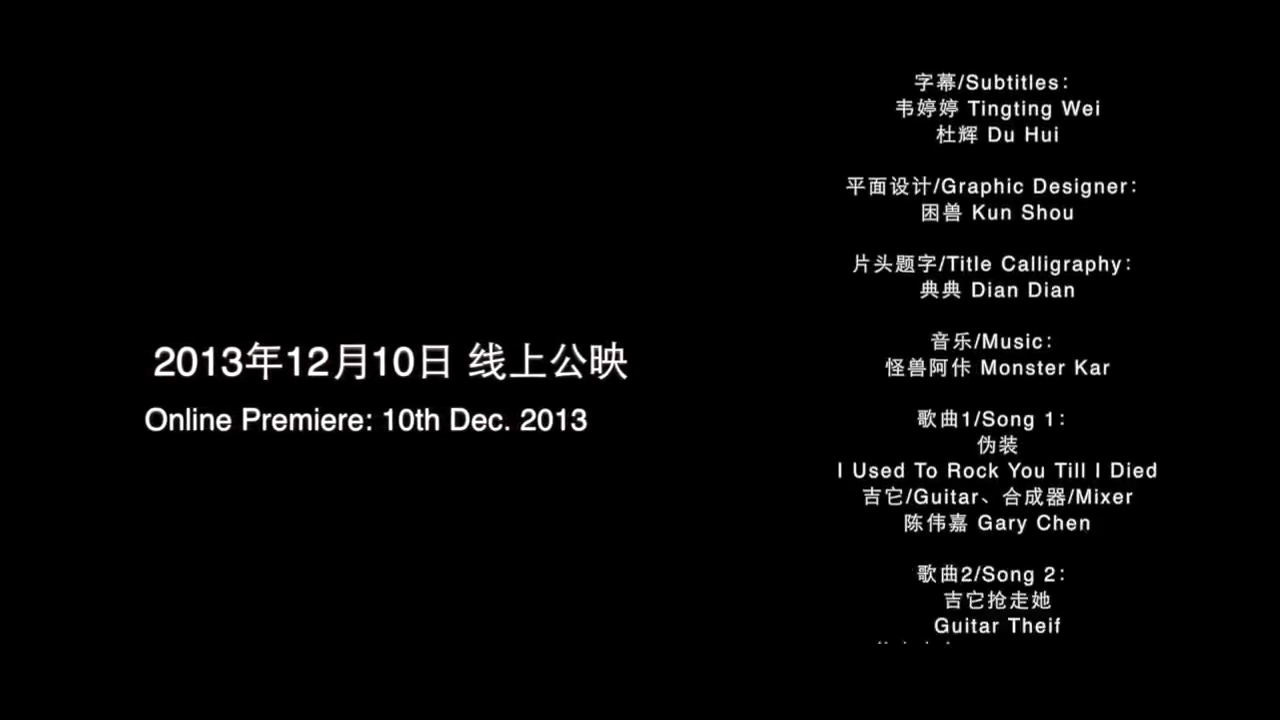 2013年12月10日 线上公映
Online Premiere: 10th Dec. 2013
字幕/Subtitles:
韦婷婷 Tingting Wei
杜辉 Du Hui
平面设计/Graphic Designer:
困兽 Kun Shou
片头题字/Title Calligraphy:
典典 Dian Dian
音乐/Music:
怪兽阿佧 Monster Kar
歌曲1/Song 1:
伪装
I Used To Rock You Till I Died
吉它/Guitar、合成器/Mixer
陈伟嘉 Gary Chen
歌曲2/Song 2:
吉它抢走她
Guitar Theif